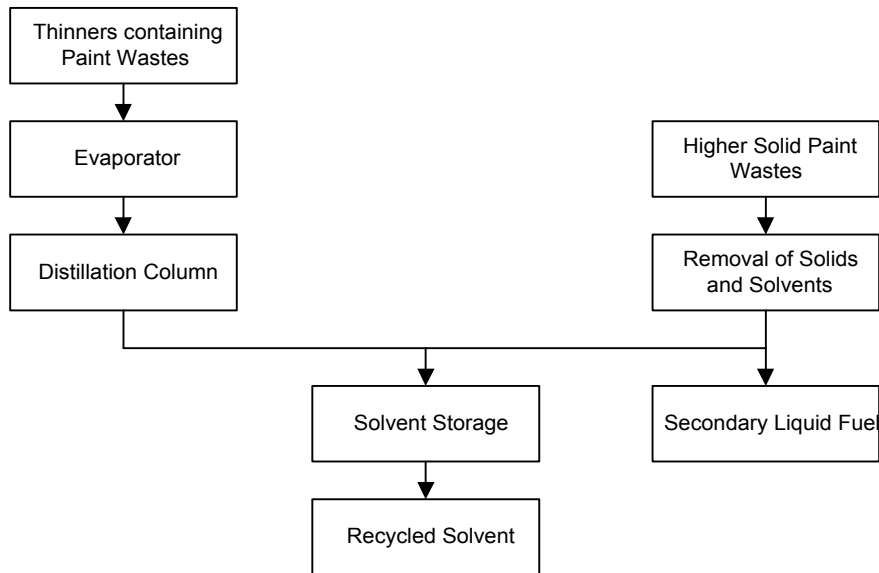 Thinners containing
Paint Wastes
Evaporator
Higher Solid Paint
Wastes
Distillation Column
Removal of Solids
and Solvents
Solvent Storage
Secondary Liquid Fuel
Recycled Solvent